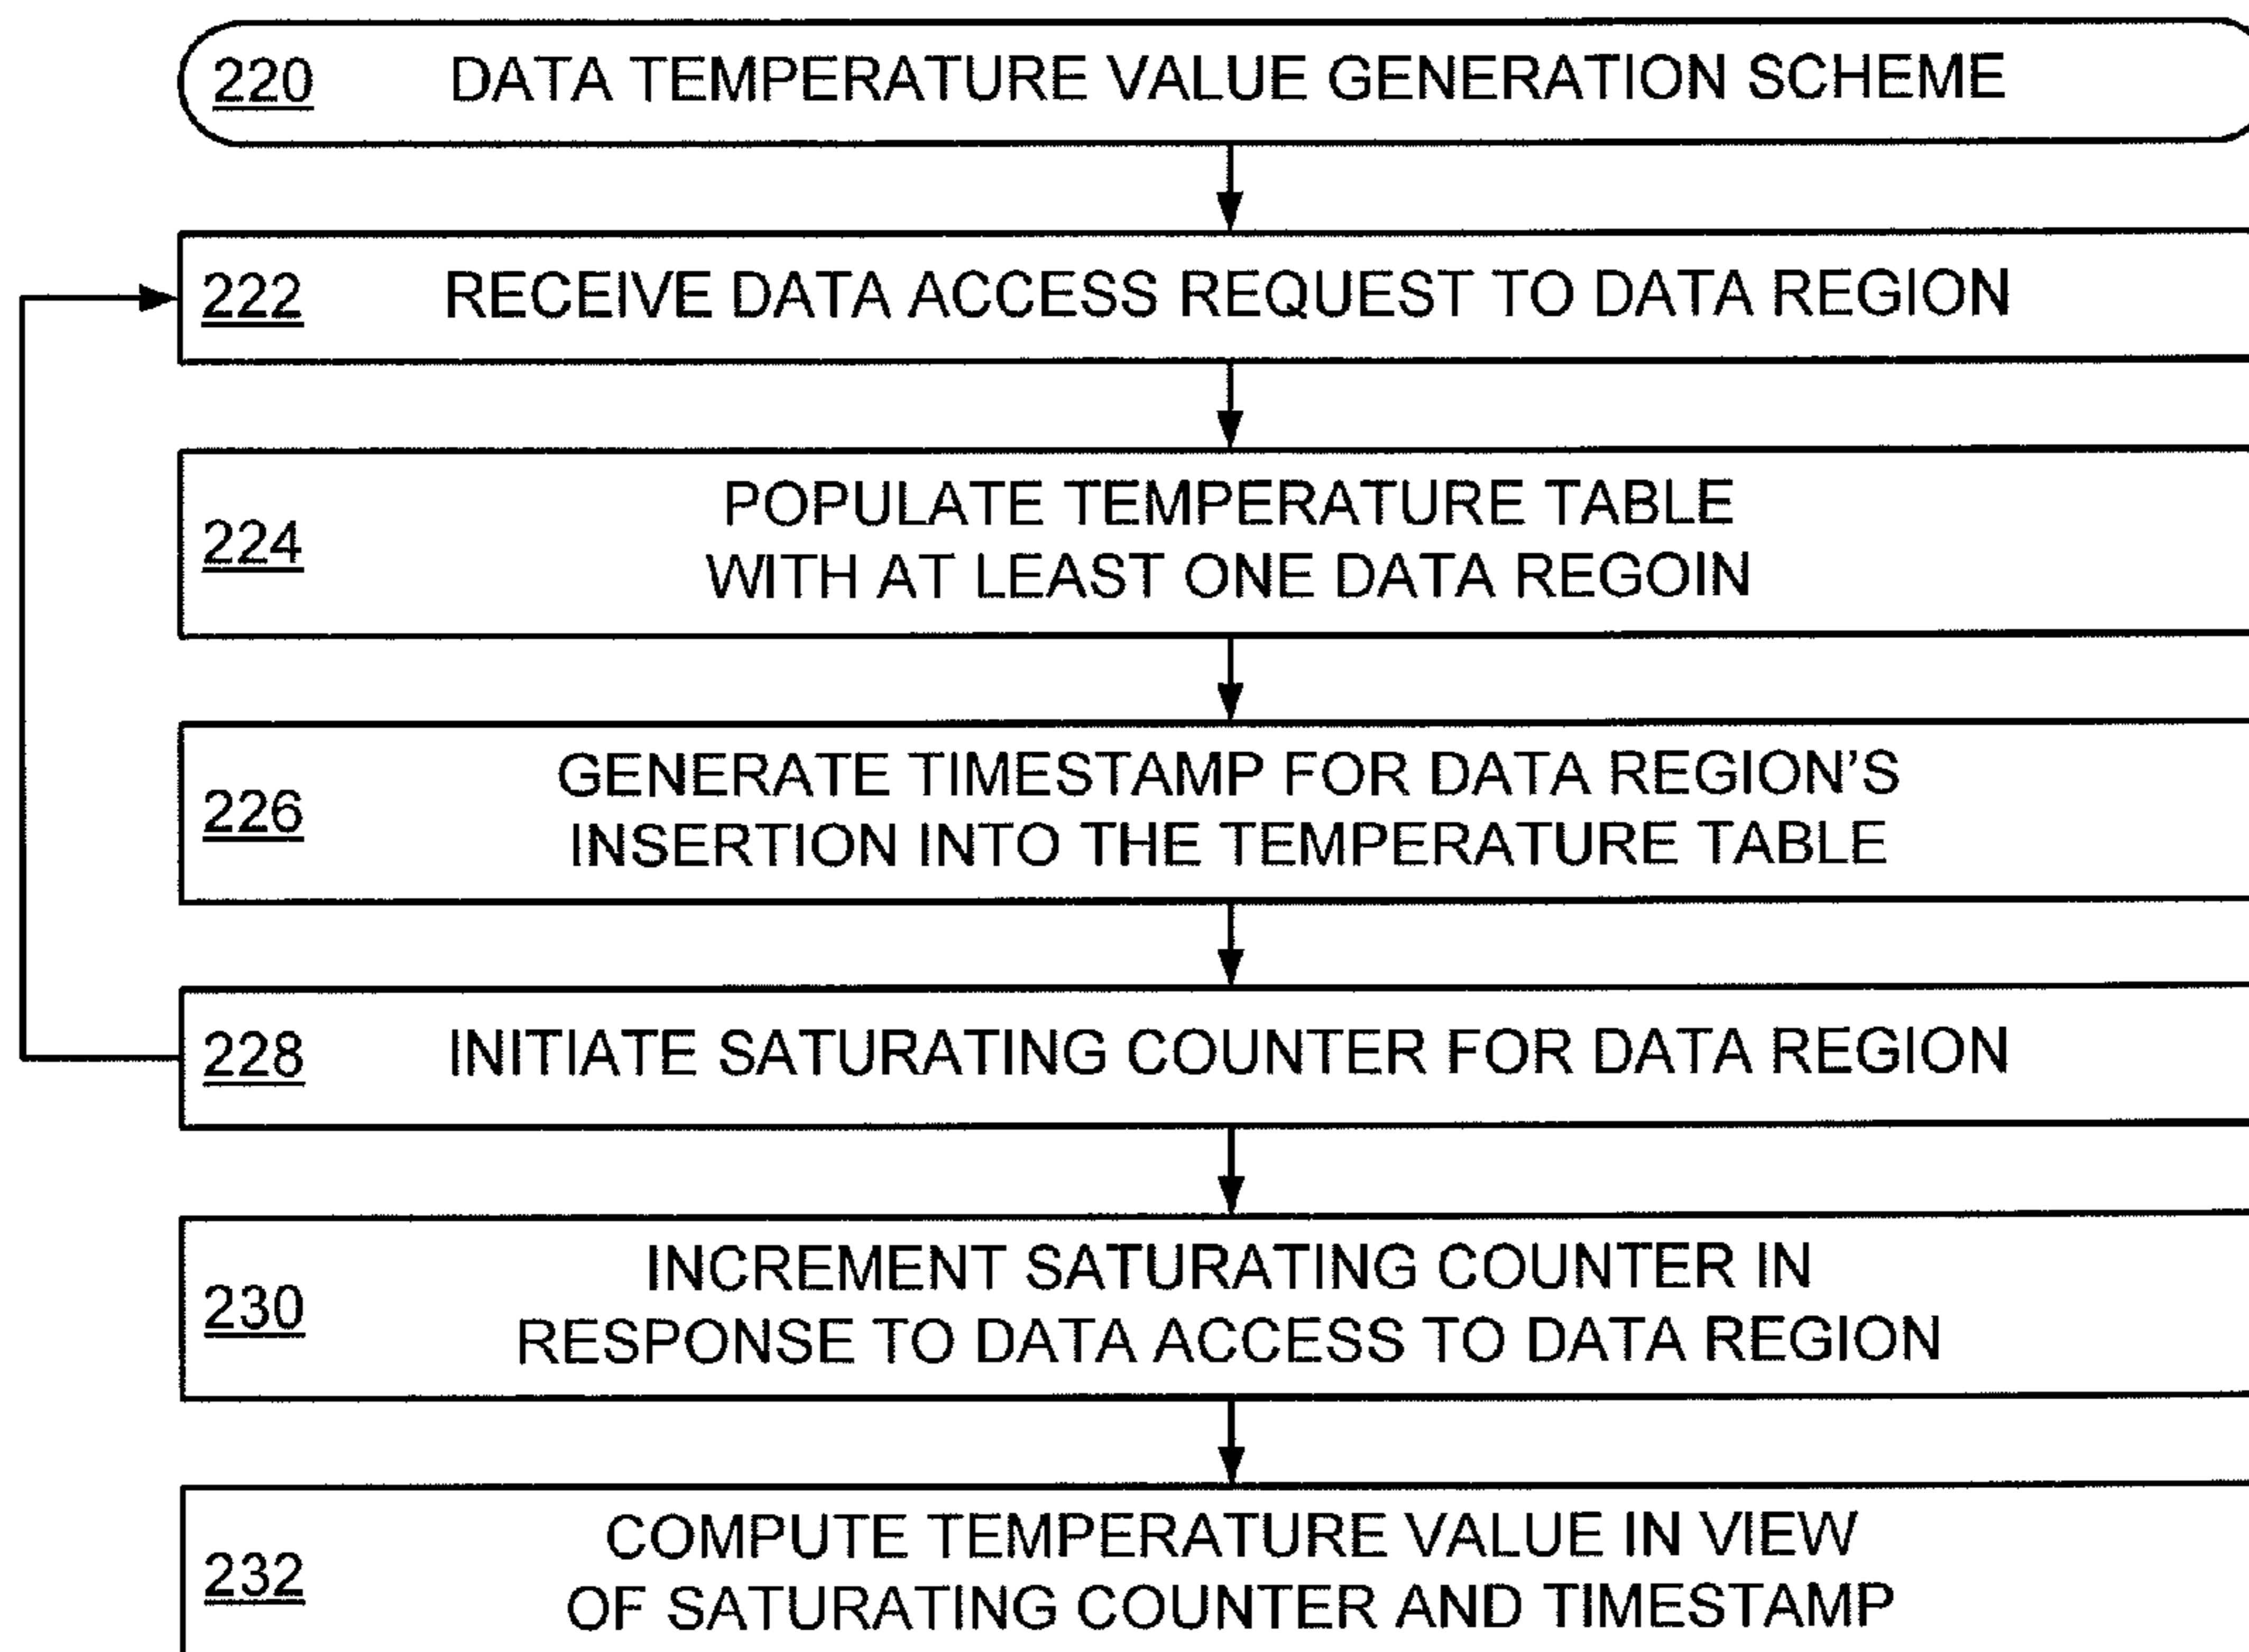 220 DATA TEMPERATURE VALUE GENERATION SCHEME
222 RECEIVE DATA ACCESS REQUEST TO DATA REGION
224 POPULATE TEMPERATURE TABLE
WITH AT LEAST ONE DATA REGOIN
226 GENERATE TIMESTAMP FOR DATA REGION'S
INSERTION INTO THE TEMPERATURE TABLE
228 INITIATE SATURATING COUNTER FOR DATA REGION
230 INCREMENT SATURATING COUNTER IN
RESPONSE TO DATA ACCESS TO DATA REGION
232 COMPUTE TEMPERATURE VALUE IN VIEW
OF SATURATING COUNTER AND TIMESTAMP